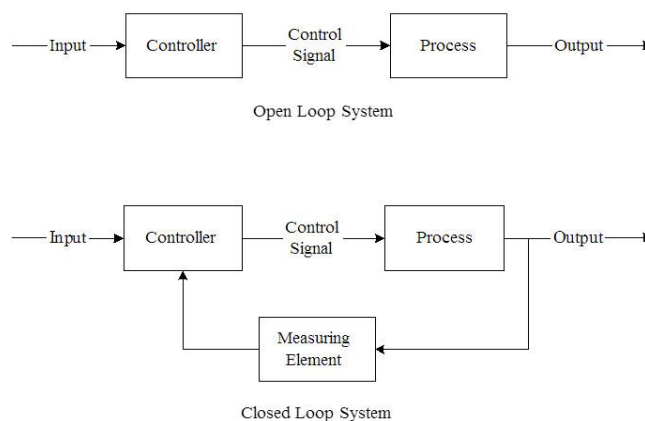 Input
Controller
Control
Signal
Process
Output
Open Loop System
Input
Controller
Control
Signal
Process
Output
Measuring
Element
Closed Loop System